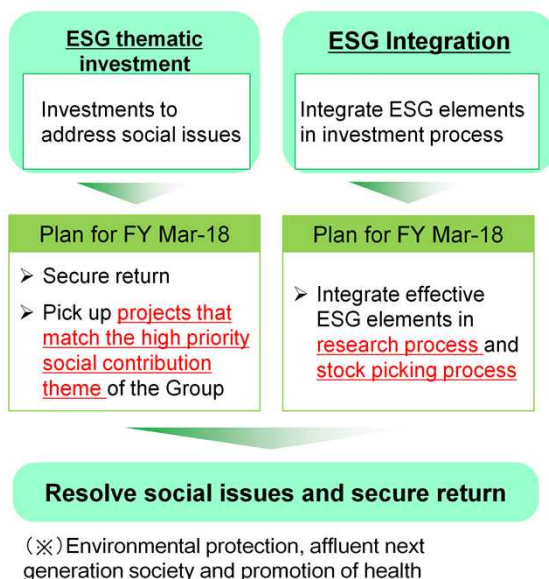 ESG thematic
investment
Investments to
address social issues
ESG Integration
Integrate ESG elements
in investment process
Plan for FY Mar-18
➢ Secure return
➢ Pick up projects that
match the high priority
social contribution
theme of the Group
Plan for FY Mar-18
➢ Integrate effective
ESG elements in
research process and
stock picking process
Resolve social issues and secure return
(※)Environmental protection, affluent next
generation society and promotion of health